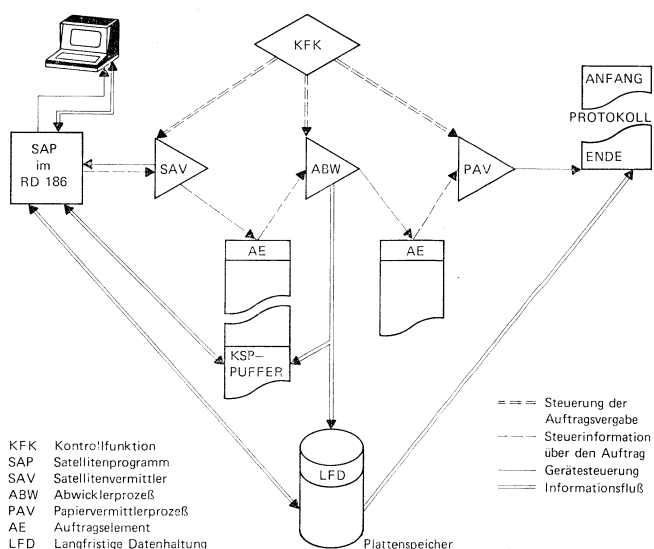 KFK
ANFANG
PROTOKOLL
ENDE
SAP
im
RD 186
SAV
ABW
PAV
AE
AE
KSP-
PUFFER
LFD
Plattenspeicher
KFK Kontrollfunktion
SAP Satellitenprogramm
SAV Satellitenvermittler
ABW Abwicklerprozeß
PAV Papiervermittlerprozeß
AE Auftragselement
LFD Langfristige Datenhaltung
Steuerung der
Auftragsvergabe
Steuerinformation
über den Auftrag
Gerätesteuerung
Informationsfluß